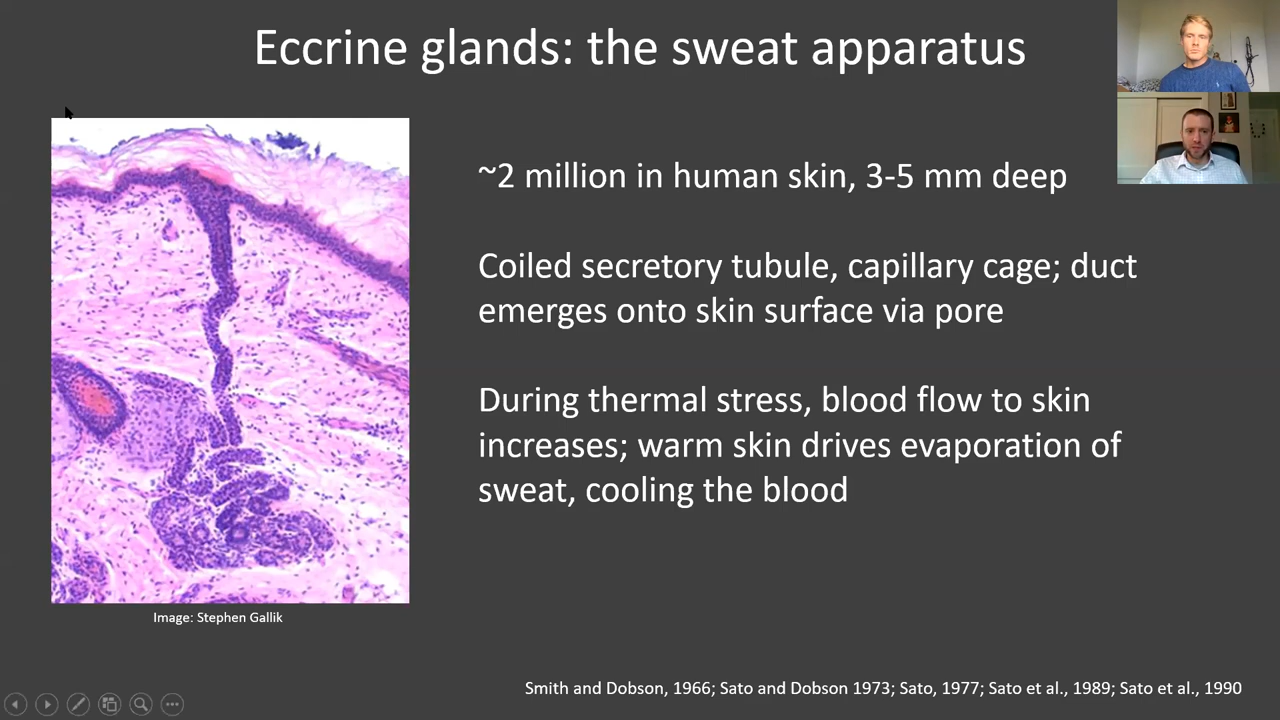 Eccrine glands: the sweat apparatus
~2 million in human skin, 3-5 mm deep
Coiled secretory tubule, capillary cage; duct
emerges onto skin surface via pore
During thermal stress, blood flow to skin
increases; warm skin drives evaporation of
sweat, cooling the blood
Image: Stephen Gallik
Smith and Dobson, 1966; Sato and Dobson 1973; Sato, 1977; Sato et al., 1989; Sato et al., 1990